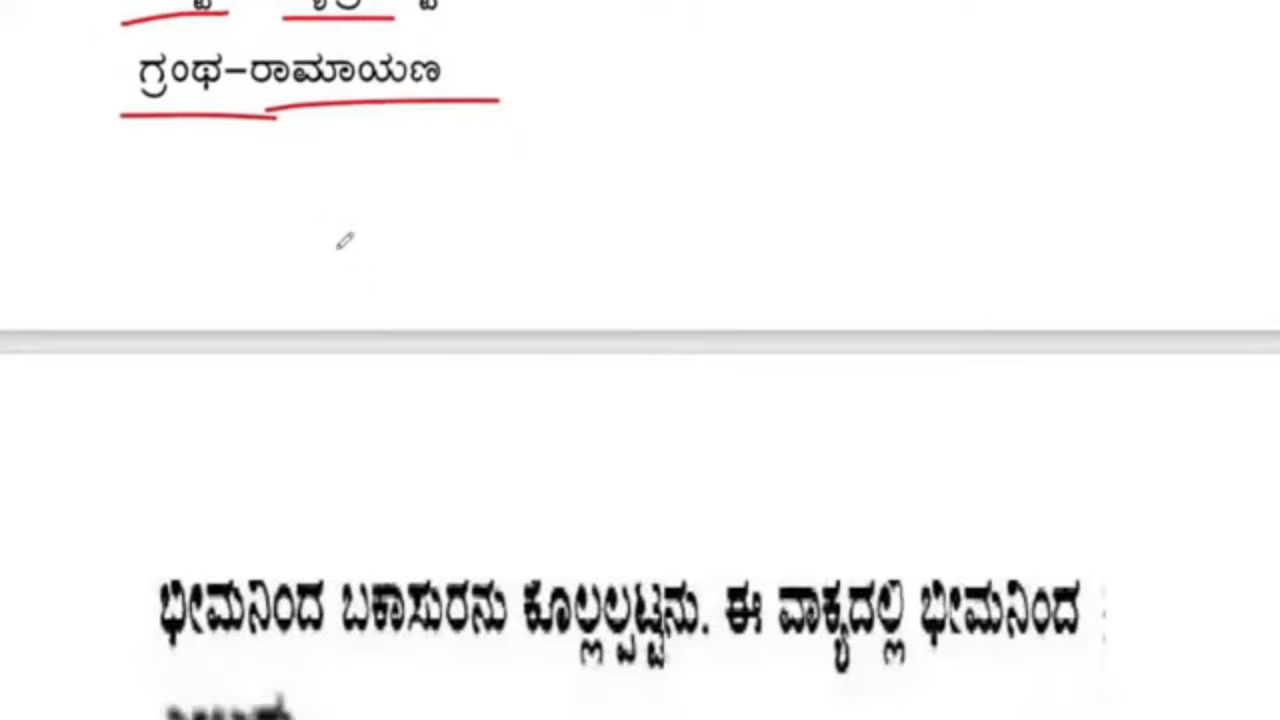 ಗ್ರಂಥ–ರಾಮಾಯಣ
ಭೀಮನಿಂದ ಬಕಾಸುರನು ಕೊಲ್ಲಲ್ಪಟ್ಟನು. ಈ ವಾಕ್ಯದಲ್ಲಿ ಭೀಮನಿಂದ